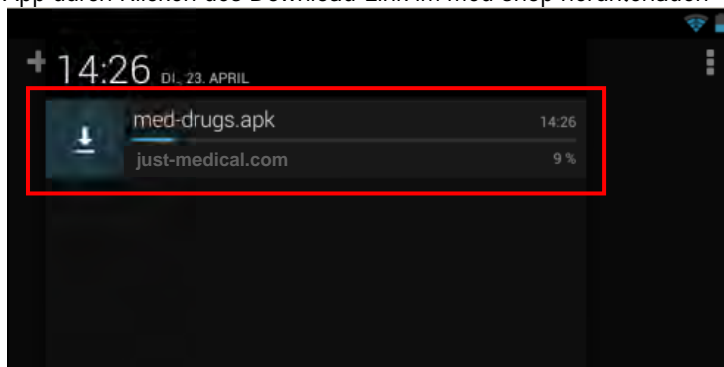 App durch Klicken des Download-Link im med-shop herunterladen
14:26 DI., 23. APRIL
med-drugs.apk 14:26
just-medical.com 9 %